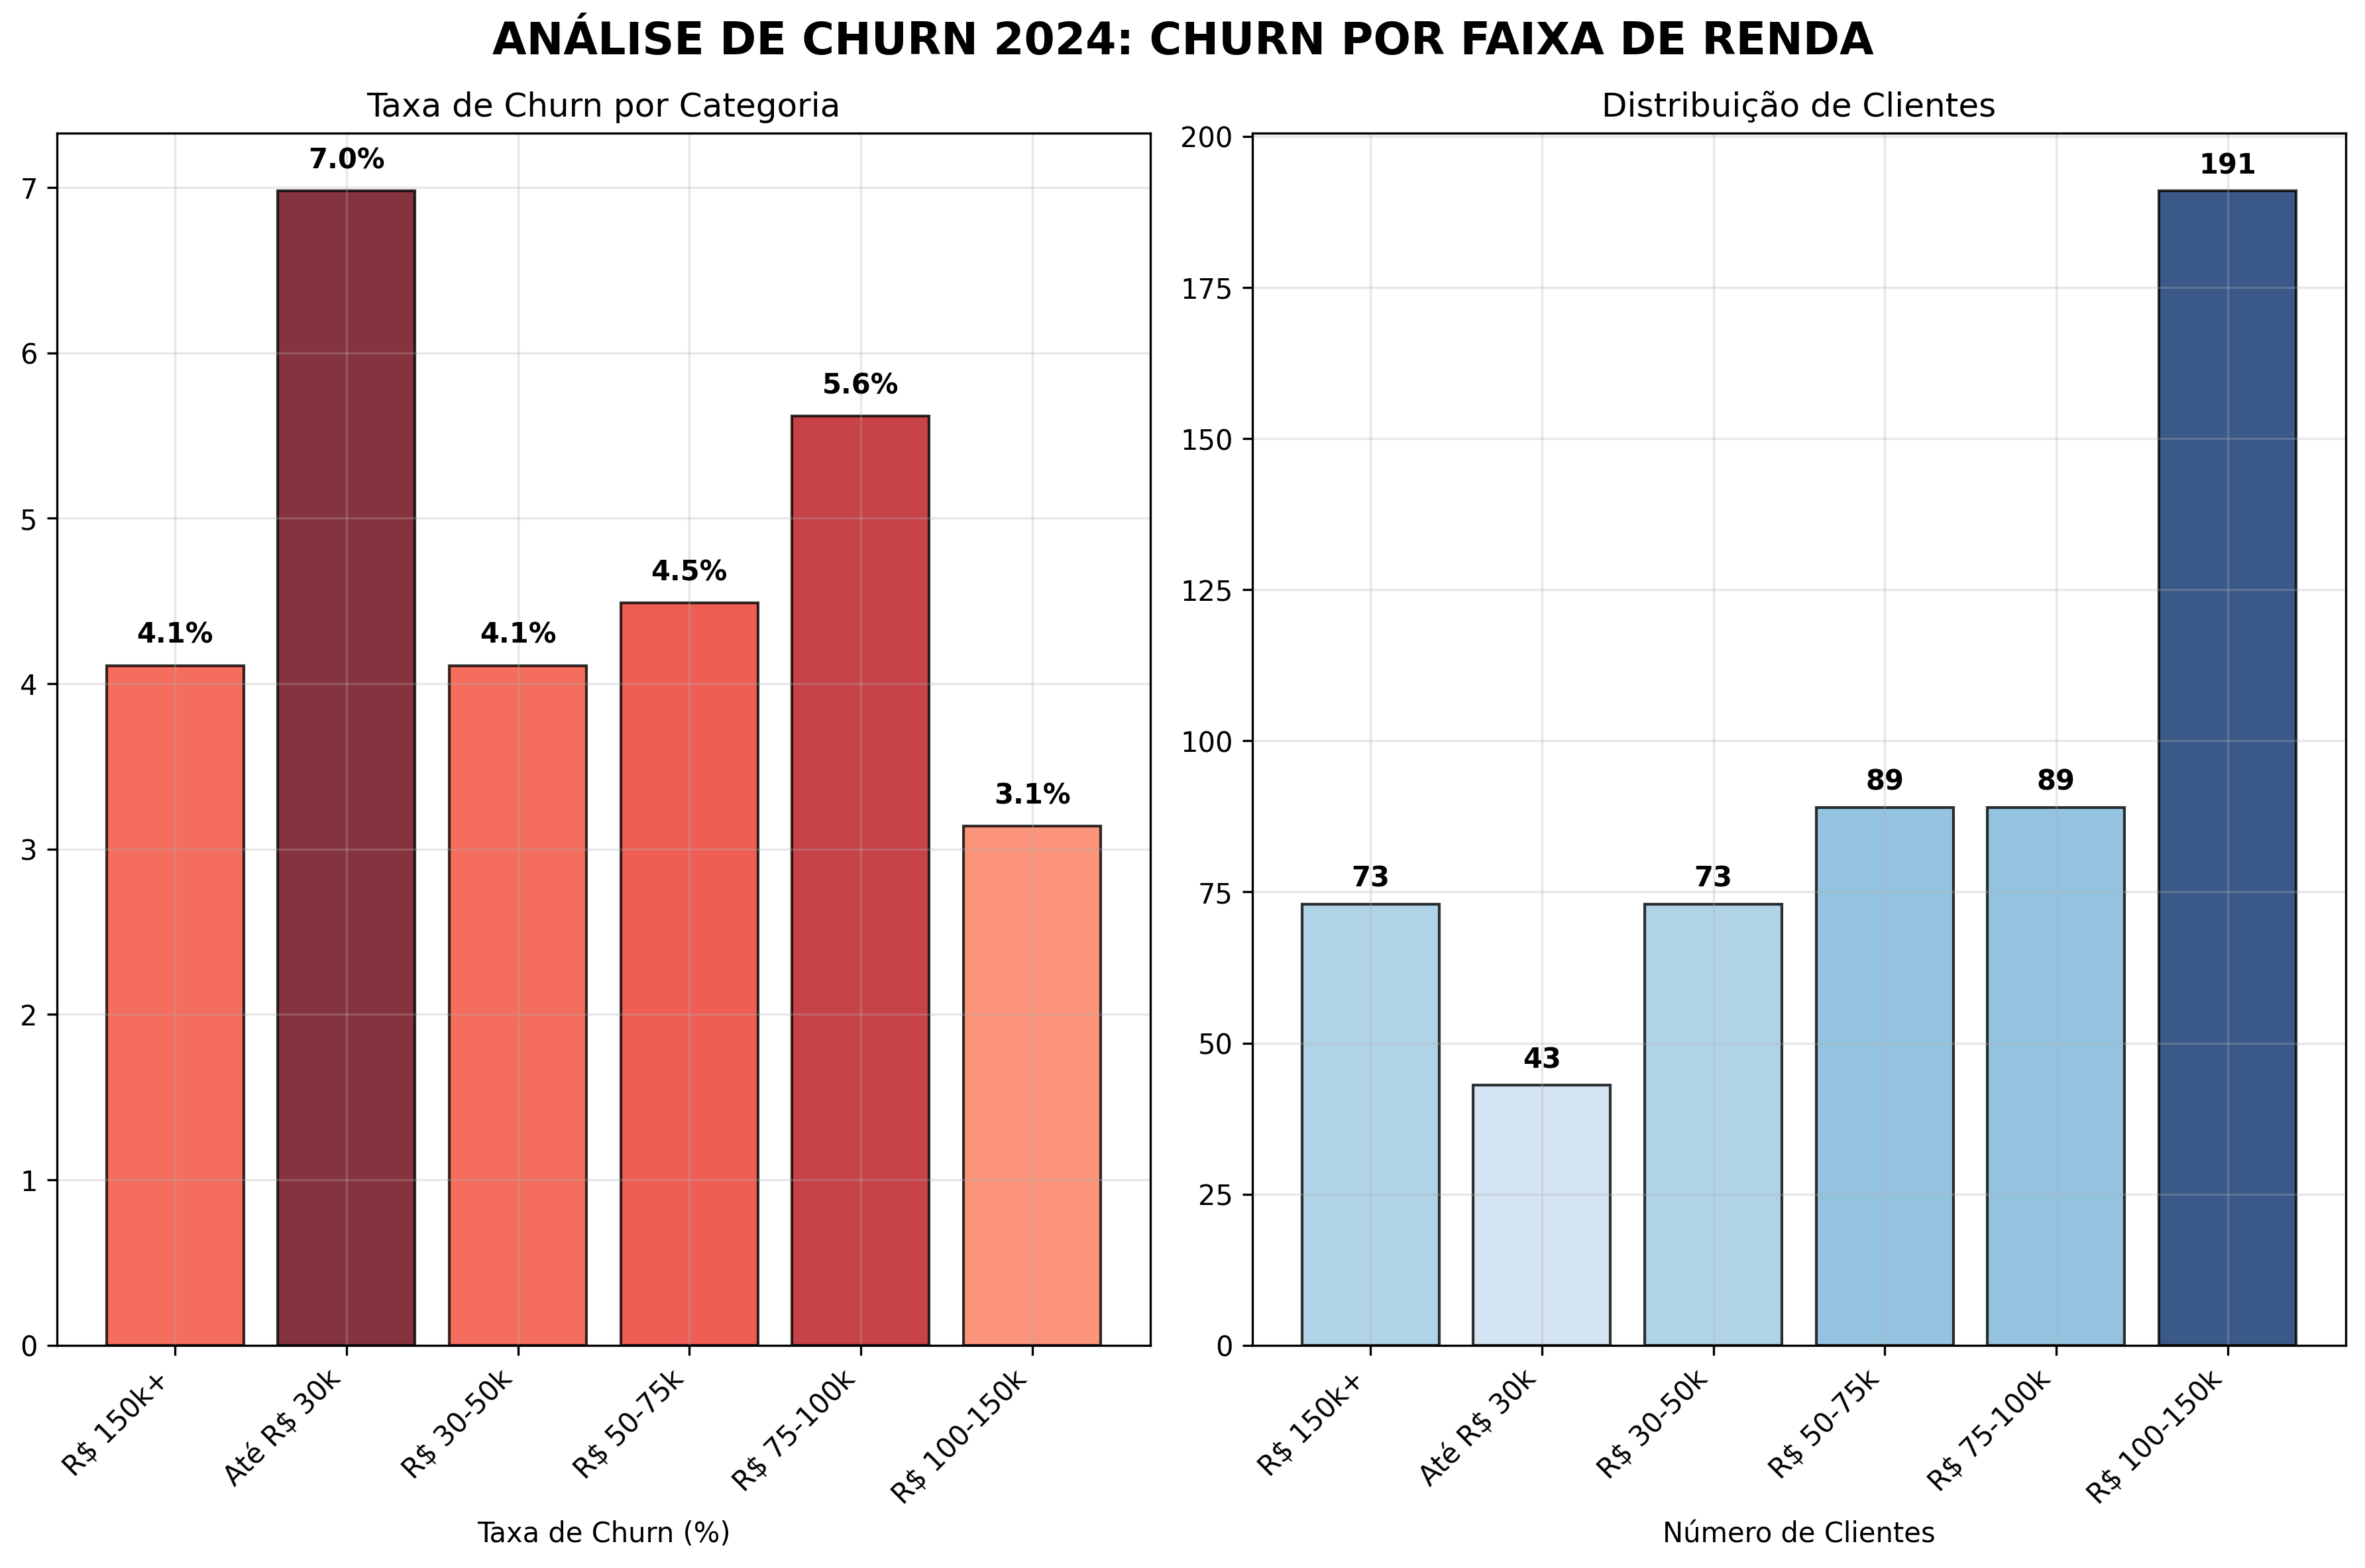 ANÁLISE DE CHURN 2024: CHURN POR FAIXA DE RENDA
Taxa de Churn por Categoria
7.0%
5.6%
4.5%
4.1%
4.1%
3.1%
7
6
5
4
3
2
1
0
R$ 150k+
Até R$ 30k
R$ 30-50k
R$ 50-75k
R$ 75-100k
R$ 100-150k
Taxa de Churn (%)
Distribuição de Clientes
200
175
150
125
100
75
50
25
0
191
89
89
73
73
43
R$ 150k+
Até R$ 30k
R$ 30-50k
R$ 50-75k
R$ 75-100k
R$ 100-150k
Número de Clientes